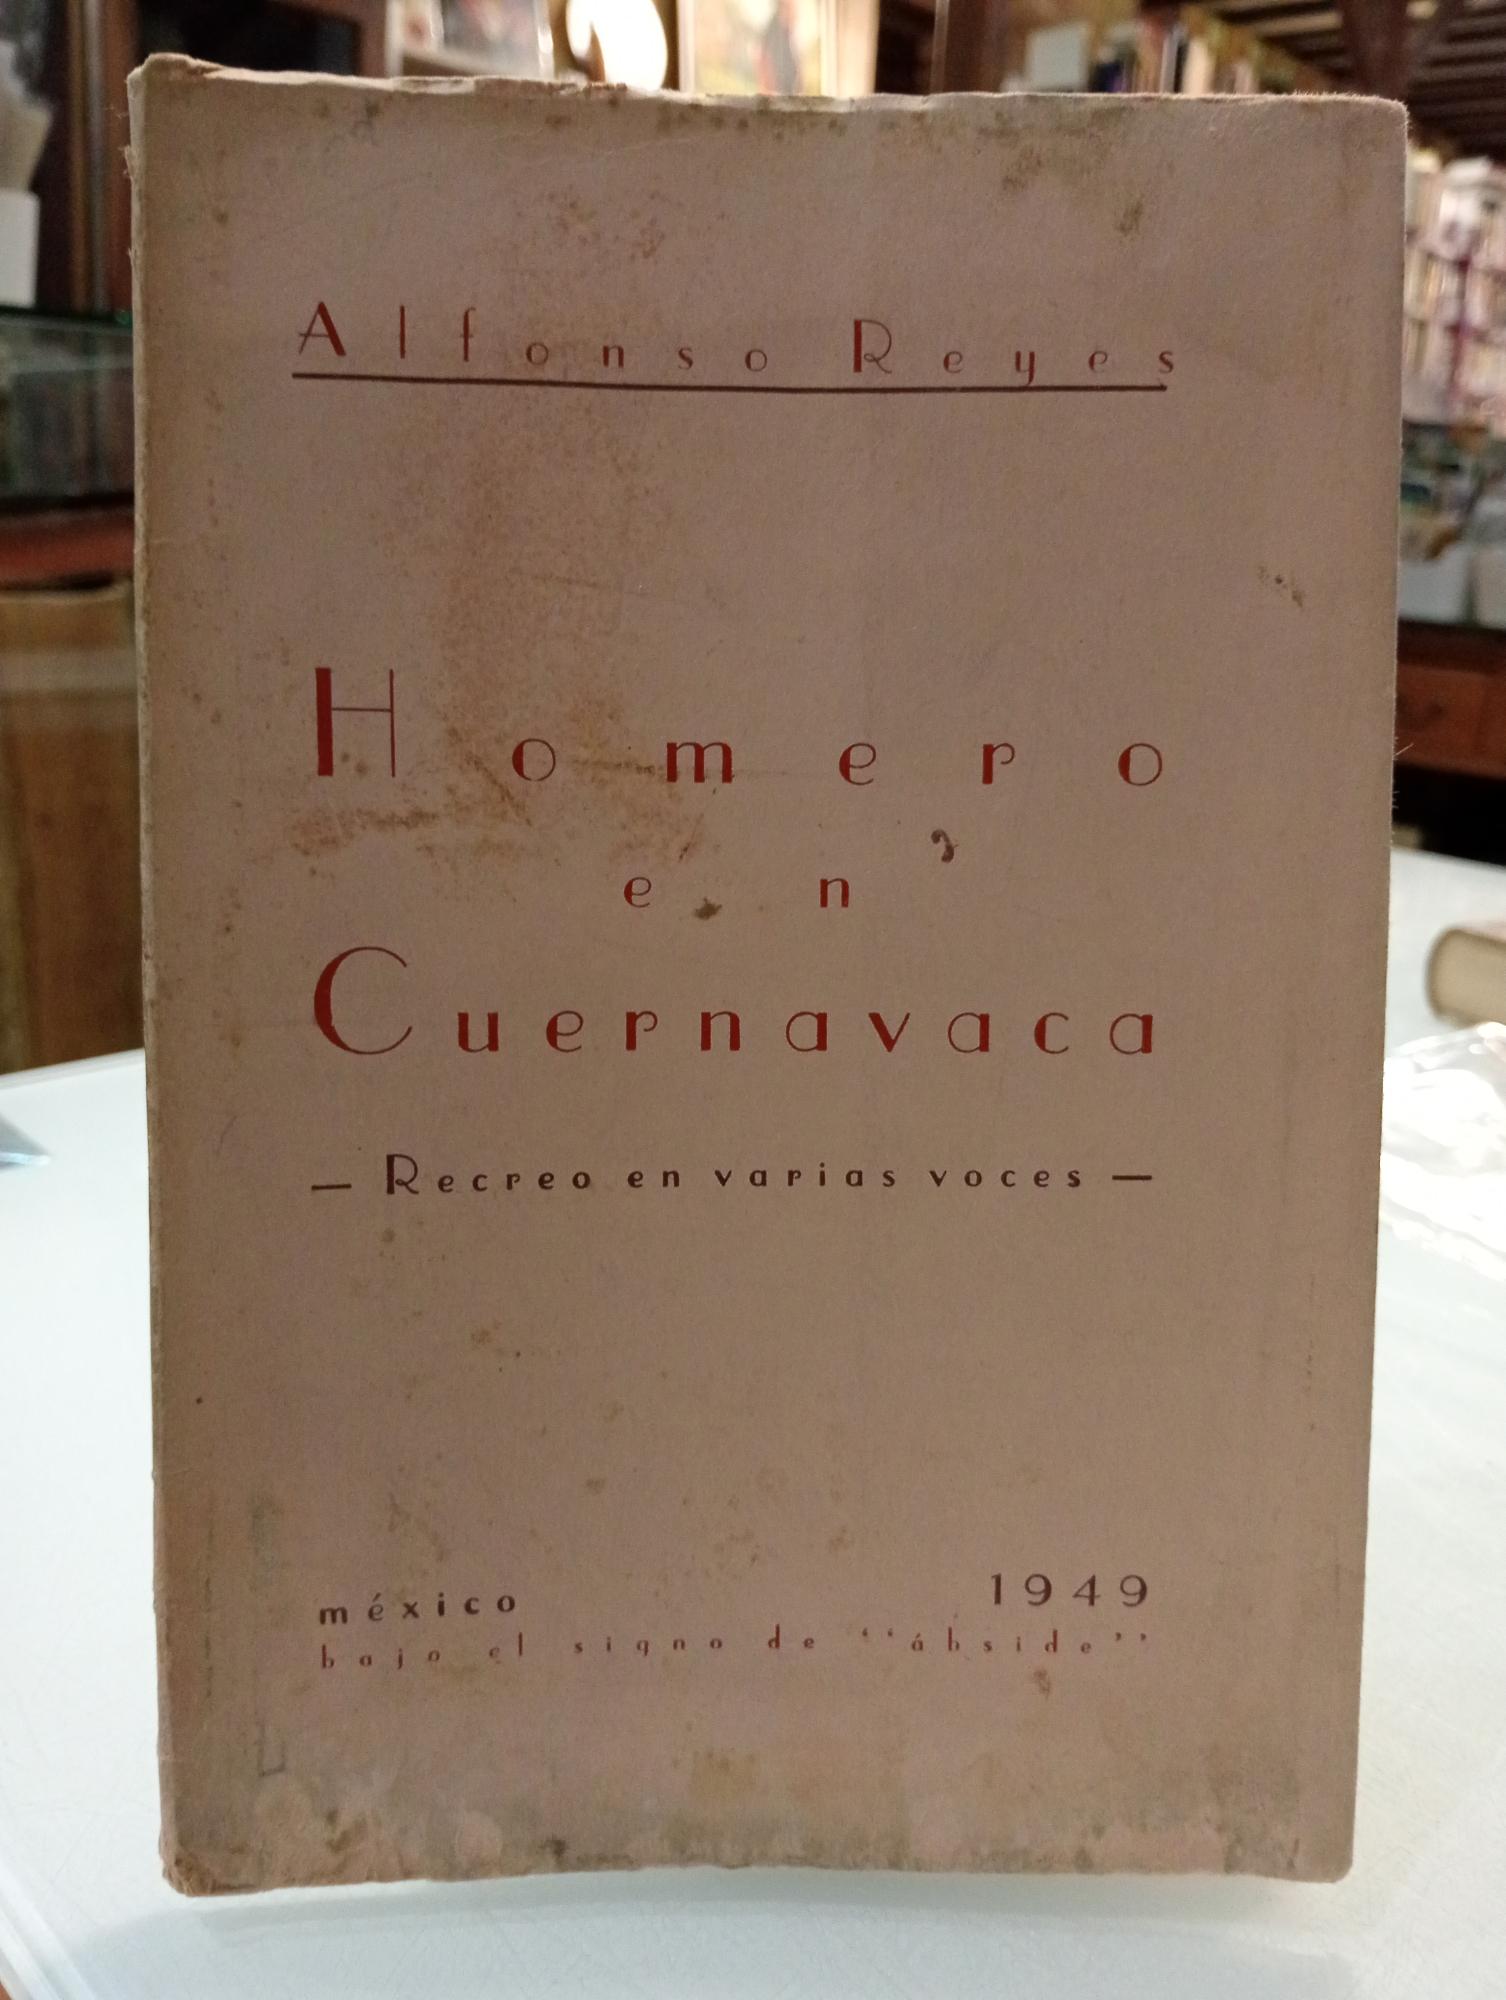 Alfonso Reyes
Homero
en
Cuernavaca
— Recreo en varias voces —
méxico 1949
bajo el signo de “ábside”